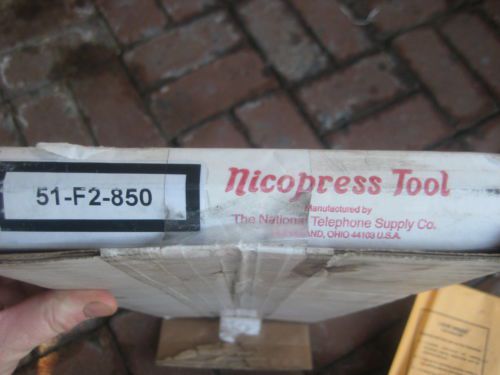 51-F2-850
Nicopress Tool
Manufactured by
The National Telephone Supply Co.
OHIO 44103 U.S.A.